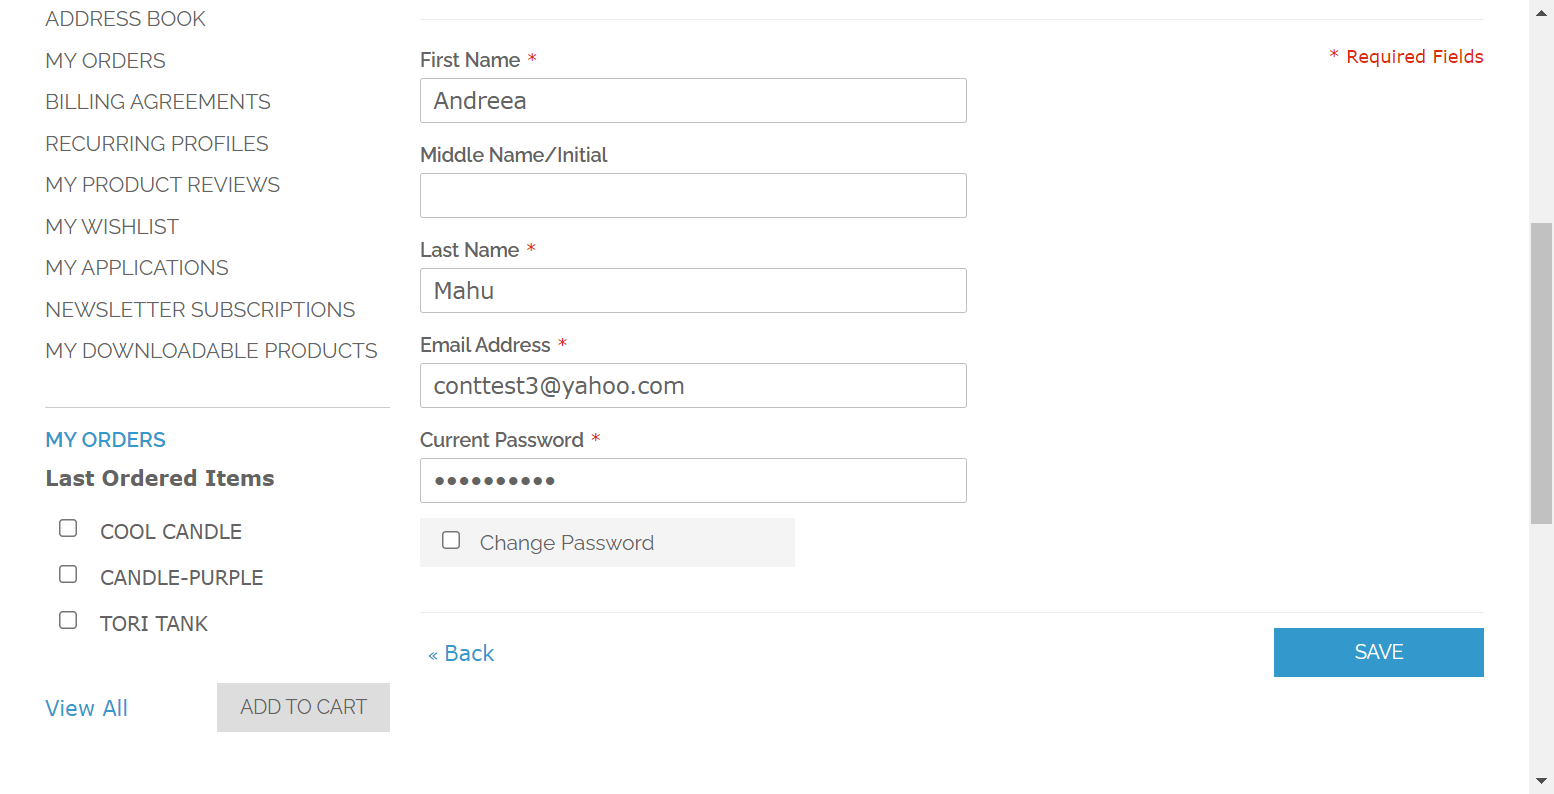 ADDRESS BOOK
MY ORDERS
BILLING AGREEMENTS
RECURRING PROFILES
MY PRODUCT REVIEWS
MY WISHLIST
MY APPLICATIONS
NEWSLETTER SUBSCRIPTIONS
MY DOWNLOADABLE PRODUCTS
MY ORDERS
Last Ordered Items
COOL CANDLE
CANDLE-PURPLE
TORI TANK
View All
ADD TO CART
* Required Fields
First Name *
Andreea
Middle Name/Initial
Last Name *
Mahu
Email Address *
conttest3@yahoo.com
Current Password *
••••••••••
Change Password
« Back
SAVE